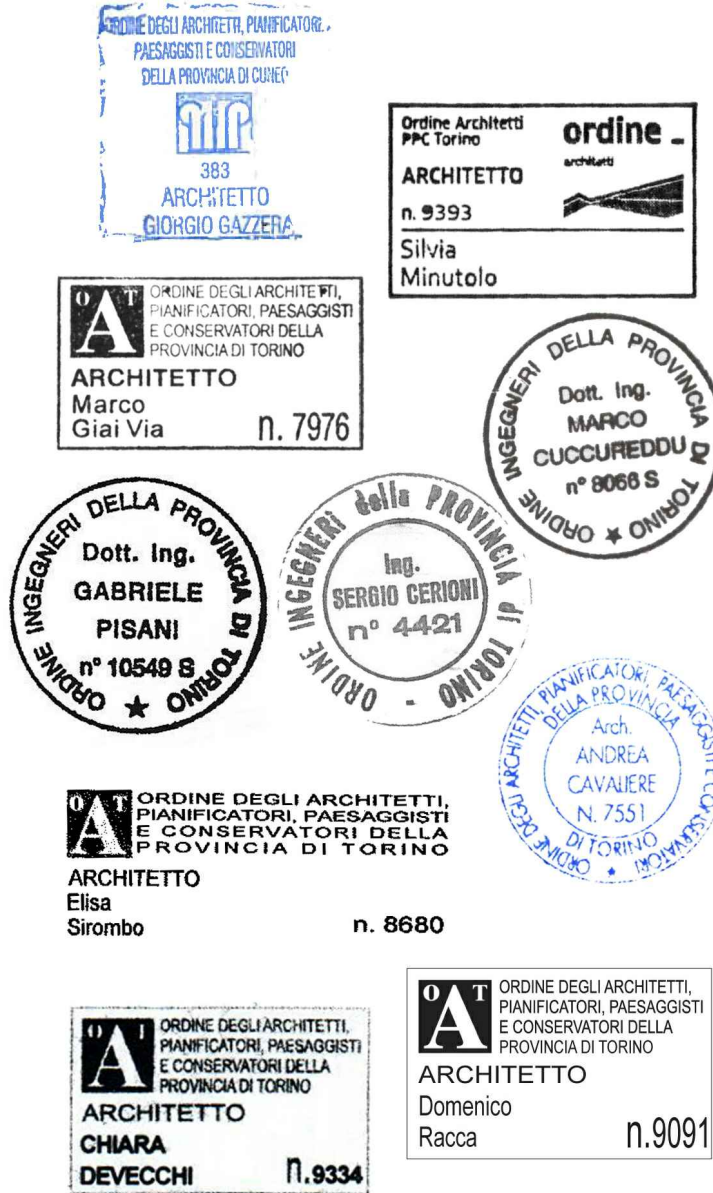 ORDINE DEGLI ARCHITETTI, PIANIFICATORI,
PAESAGGISTI E CONSERVATORI
DELLA PROVINCIA DI CUNEO
383
ARCHITETTO
GIORGIO GAZZERA
Ordine Architetti
PPC Torino
ordine
architetti
ARCHITETTO
n. 9393
Silvia
Minutolo
O A T
ORDINE DEGLI ARCHITETTI,
PIANIFICATORI, PAESAGGISTI
E CONSERVATORI DELLA
PROVINCIA DI TORINO
ARCHITETTO
Marco
Giai Via
n. 7976
ORDINE INGEGNERI DELLA PROVINCIA DI TORINO
Dott. Ing.
MARCO
CUCCUREDDU
n° 8066 S
ORDINE INGEGNERI DELLA PROVINCIA DI TORINO
Dott. Ing.
GABRIELE
PISANI
n° 10549 S
ORDINE INGEGNERI della PROVINCIA di TORINO -
Ing.
SERGIO CERIONI
n° 4421
ORDINE DEGLI ARCHITETTI, PIANIFICATORI, PAESAGGISTI E CONSERVATORI
DELLA PROVINCIA
Arch.
ANDREA
CAVALIERE
N. 7551
DI TORINO
O A T
ORDINE DEGLI ARCHITETTI,
PIANIFICATORI, PAESAGGISTI
E CONSERVATORI DELLA
PROVINCIA DI TORINO
ARCHITETTO
Elisa
Sirombo
n. 8680
O A T
ORDINE DEGLI ARCHITETTI,
PIANIFICATORI, PAESAGGISTI
E CONSERVATORI DELLA
PROVINCIA DI TORINO
ARCHITETTO
CHIARA
DEVECCHI
n.9334
O A T
ORDINE DEGLI ARCHITETTI,
PIANIFICATORI, PAESAGGISTI
E CONSERVATORI DELLA
PROVINCIA DI TORINO
ARCHITETTO
Domenico
Racca
n.9091